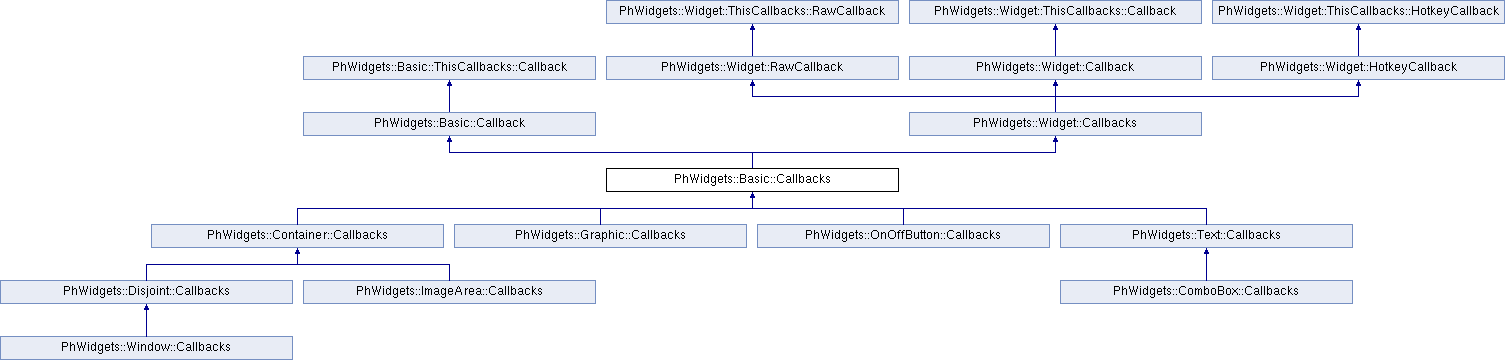 PhWidgets::Widget::ThisCallbacks::RawCallback
PhWidgets::Widget::ThisCallbacks::Callback
PhWidgets::Widget::ThisCallbacks::HotkeyCallback
PhWidgets::Basic::ThisCallbacks::Callback
PhWidgets::Widget::RawCallback
PhWidgets::Widget::Callback
PhWidgets::Widget::HotkeyCallback
PhWidgets::Basic::Callback
PhWidgets::Widget::Callbacks
PhWidgets::Basic::Callbacks
PhWidgets::Container::Callbacks
PhWidgets::Graphic::Callbacks
PhWidgets::OnOffButton::Callbacks
PhWidgets::Text::Callbacks
PhWidgets::Disjoint::Callbacks
PhWidgets::ImageArea::Callbacks
PhWidgets::ComboBox::Callbacks
PhWidgets::Window::Callbacks